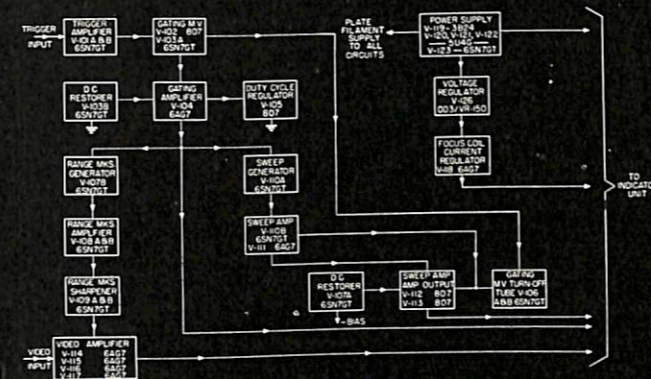 TRIGGER
INPUT
TRIGGER
AMPLIFIER
V-101 A & B
6SN7GT
GATING M V
V-102 807
V-103A
6SN7GT
PLATE
FILAMENT
SUPPLY
TO ALL
CIRCUITS
POWER SUPPLY
V-119-3B24
V-120, V-121, V-122
5U4G
V-123-6SN7GT
D C
RESTORER
V-103B
6SN7GT
GATING
AMPLIFIER
V-104
6AG7
DUTY CYCLE
REGULATOR
V-105
807
VOLTAGE
REGULATOR
V-126
OD3/VR-150
RANGE MKS.
GENERATOR
V-107B
6SN7GT
SWEEP
GENERATOR
V-110A
6SN7GT
FOCUS COIL
CURRENT
REGULATOR
V-118 6AG7
TO
INDICATOR
UNIT
RANGE MKS.
AMPLIFIER
V-108 A & B
6SN7GT
SWEEP AMP
V-110B
6SN7GT
V-111 6AG7
RANGE MKS
SHARPENER
V-109 A & B
6SN7GT
D C
RESTORER
V-107A
6SN7GT
-BIAS
SWEEP AMP
AMP OUTPUT
V-112 807
V-113 807
GATING
M V TURN-OFF
TUBE V-106
A & B 6SN7GT
VIDEO
INPUT
VIDEO AMPLIFIER
V-114 6AG7
V-115 6AG7
V-116 6AG7
V-117 6AG7